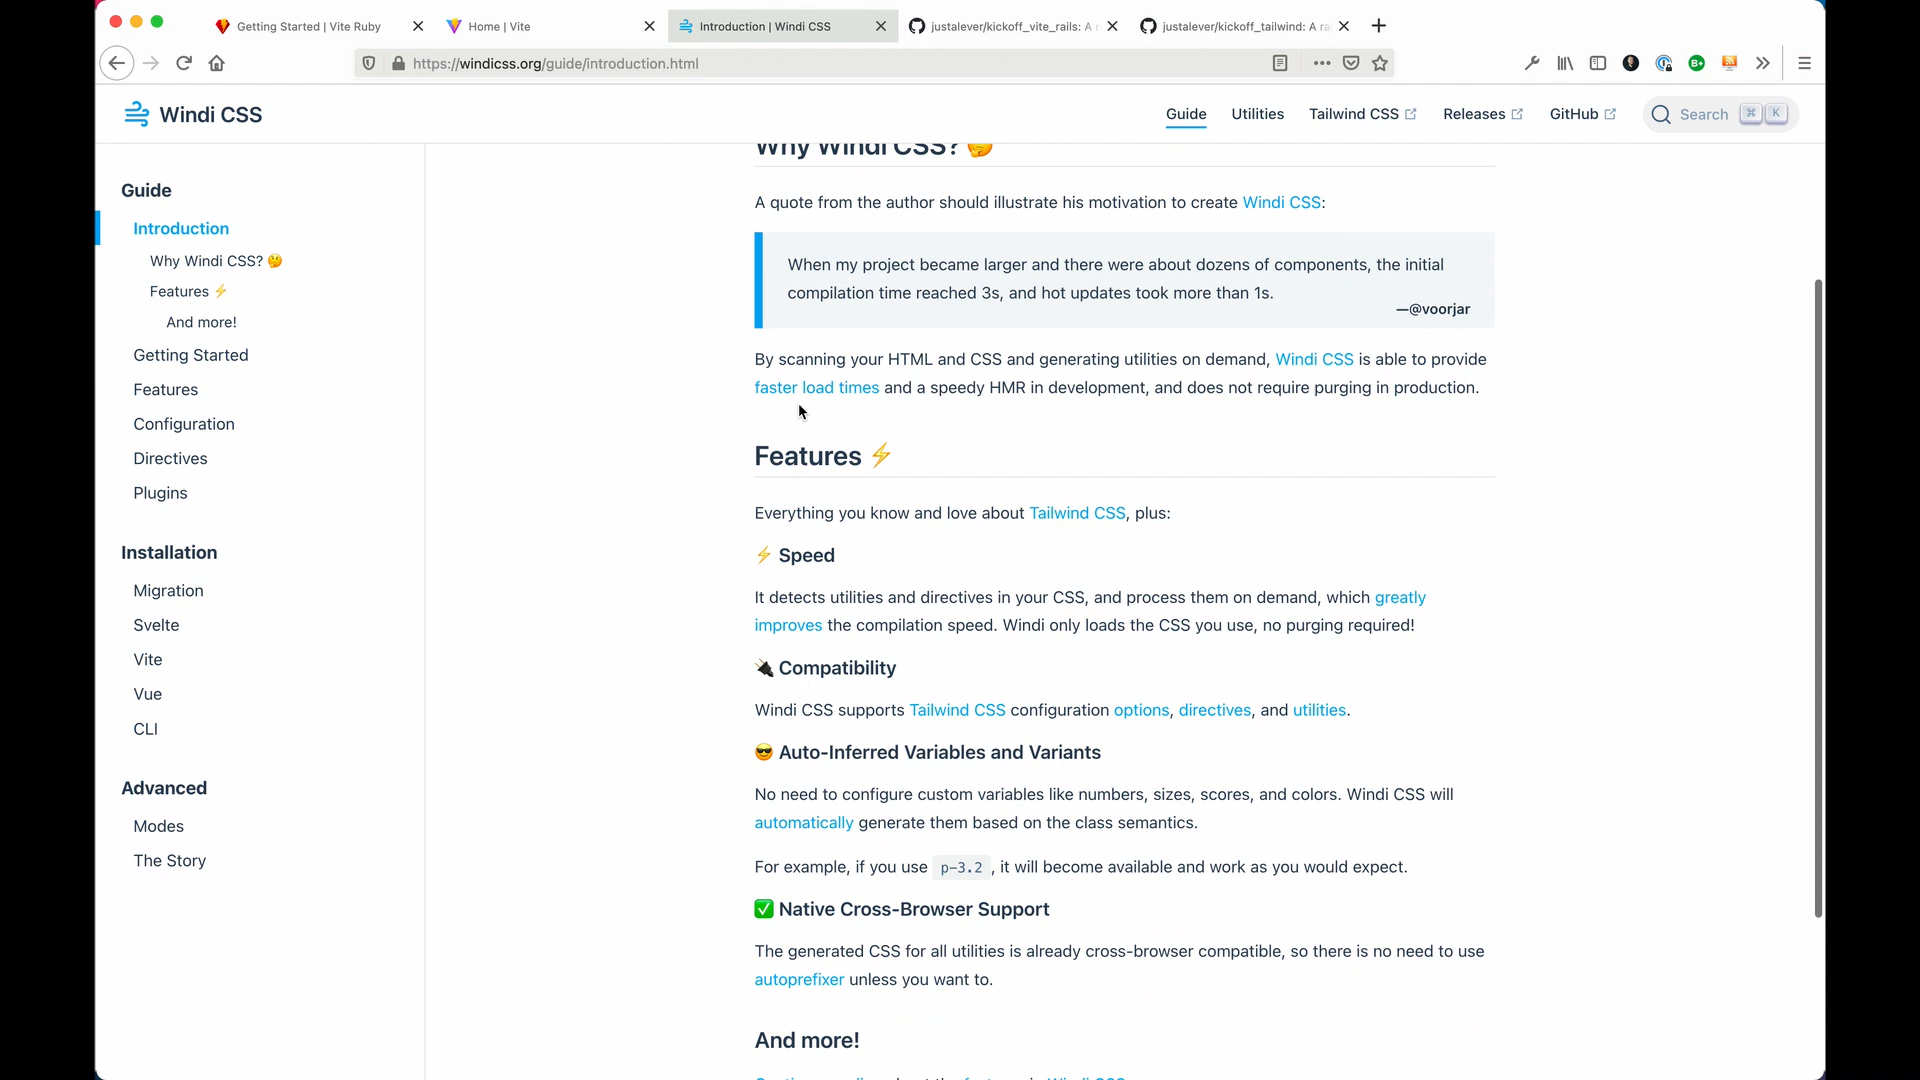 Getting Started | Vite Ruby
Home | Vite
Introduction | Windi CSS
justalever/kickoff_vite_rails: A r
justalever/kickoff_tailwind: A ra
https://windicss.org/guide/introduction.html
Windi CSS
Guide
Utilities
Tailwind CSS
Releases
GitHub
Search
⌘ K
Guide
Introduction
Why Windi CSS? 🤔
Features ⚡
And more!
Getting Started
Features
Configuration
Directives
Plugins
Installation
Migration
Svelte
Vite
Vue
CLI
Advanced
Modes
The Story
Why Windi CSS? 🤔
A quote from the author should illustrate his motivation to create Windi CSS:
When my project became larger and there were about dozens of components, the initial
compilation time reached 3s, and hot updates took more than 1s.
—@voorjar
By scanning your HTML and CSS and generating utilities on demand, Windi CSS is able to provide
faster load times and a speedy HMR in development, and does not require purging in production.
Features ⚡
Everything you know and love about Tailwind CSS, plus:
⚡ Speed
It detects utilities and directives in your CSS, and process them on demand, which greatly
improves the compilation speed. Windi only loads the CSS you use, no purging required!
🔌 Compatibility
Windi CSS supports Tailwind CSS configuration options, directives, and utilities.
😎 Auto-Inferred Variables and Variants
No need to configure custom variables like numbers, sizes, scores, and colors. Windi CSS will
automatically generate them based on the class semantics.
For example, if you use p-3.2 , it will become available and work as you would expect.
✅ Native Cross-Browser Support
The generated CSS for all utilities is already cross-browser compatible, so there is no need to use
autoprefixer unless you want to.
And more!